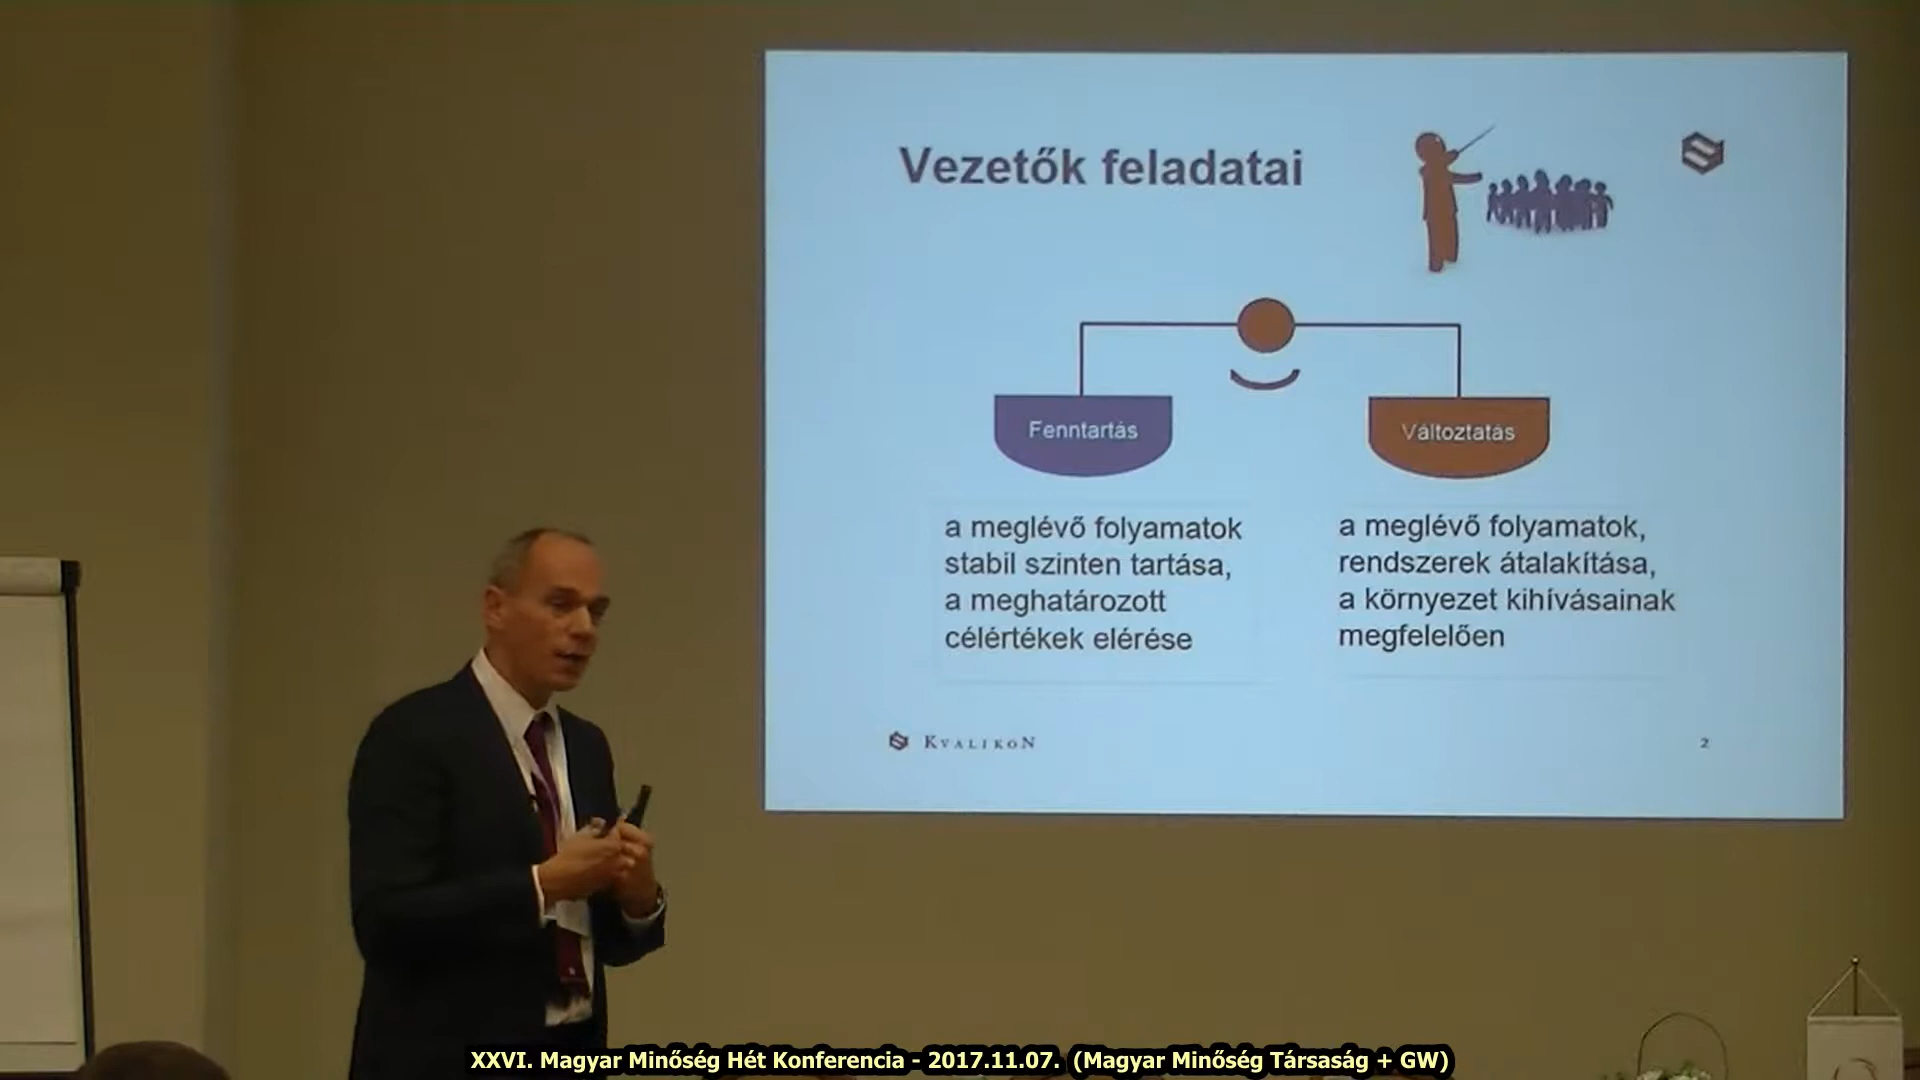 Vezetők feladatai
Fenntartás
Változtatás
a meglévő folyamatok
stabil szinten tartása,
a meghatározott
célértékek elérése
a meglévő folyamatok,
rendszerek átalakítása,
a környezet kihívásainak
megfelelően
KVALIKON
2
XXVI. Magyar Minőség Hét Konferencia - 2017.11.07. (Magyar Minőség Társaság + GW)